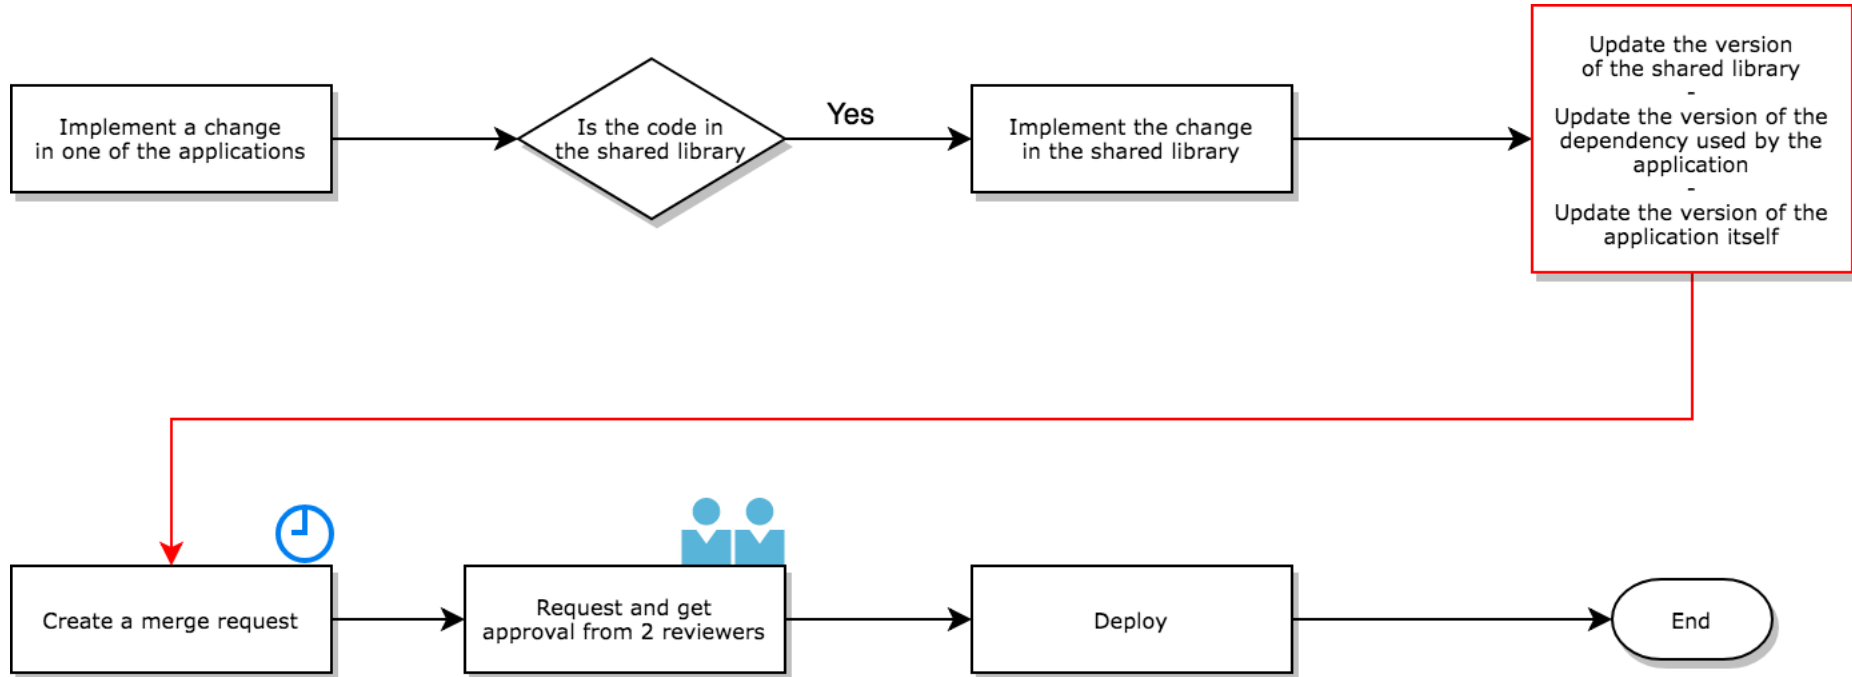 Implement a change
in one of the applications
Is the code in
the shared library
Yes
Implement the change
in the shared library
Update the version
of the shared library
-
Update the version of the
dependency used by the
application
-
Update the version of the
application itself
Create a merge request
Request and get
approval from 2 reviewers
Deploy
End